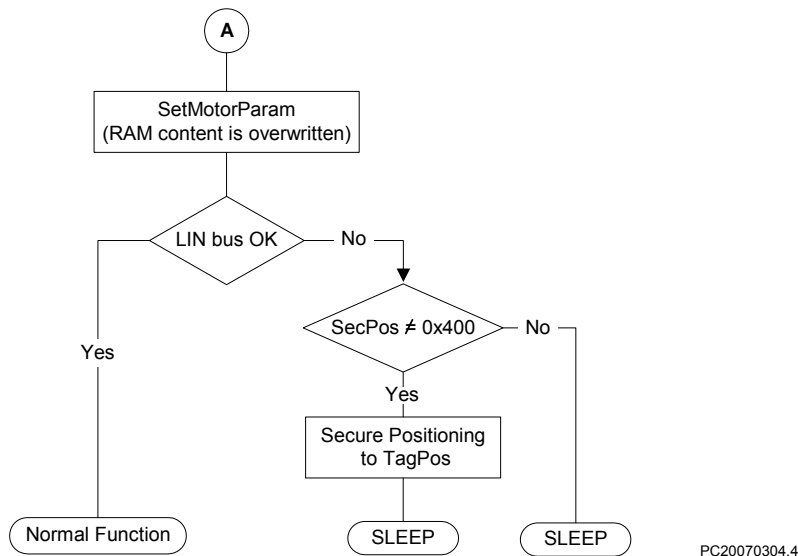 A
SetMotorParam
(RAM content is overwritten)
LIN bus OK
No
SecPos ≠ 0x400
No
Yes
Yes
Secure Positioning
to TagPos
Normal Function
SLEEP
SLEEP
PC20070304.4